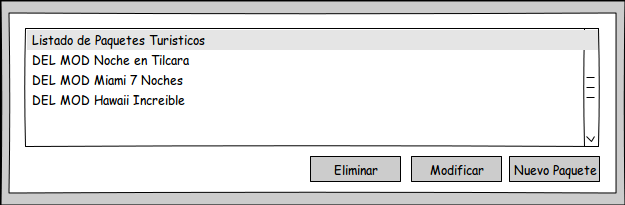 Listado de Paquetes Turisticos
DEL MOD Noche en Tilcara
DEL MOD Miami 7 Noches
DEL MOD Hawaii Increible
Eliminar
Modificar
Nuevo Paquete